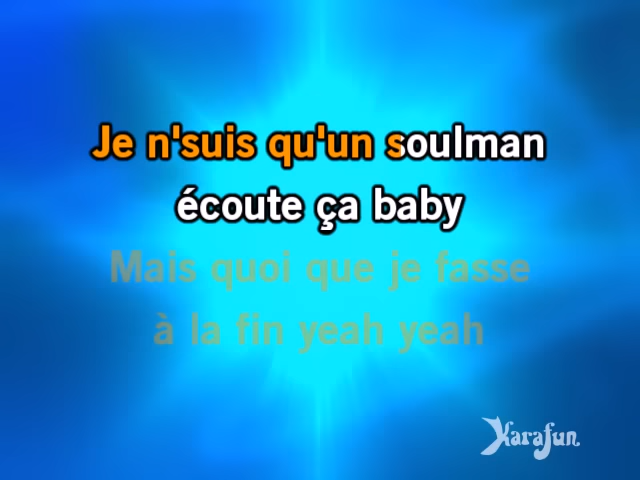 Je n'suis qu'un soulman
écoute ça baby
Mais quoi que je fasse
à la fin yeah yeah
Karafun